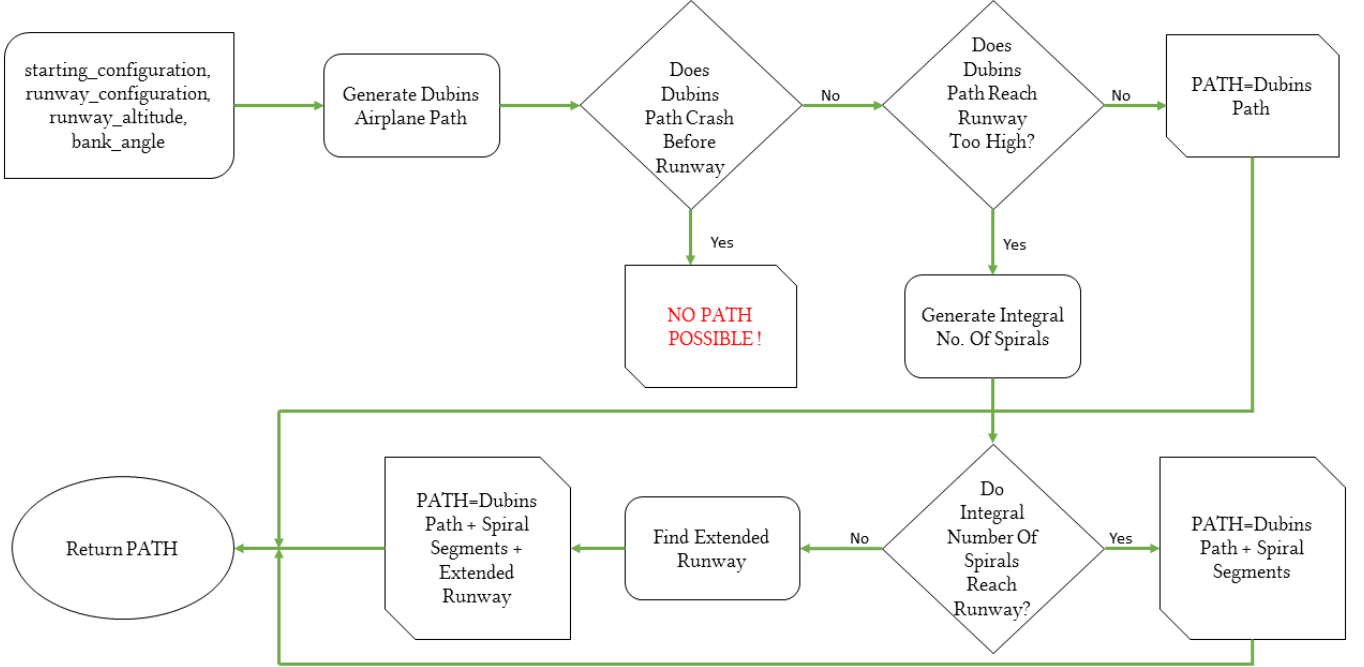 starting_configuration,
runway_configuration,
runway_altitude,
bank_angle
Generate Dubins
Airplane Path
Does
Dubins
Path Crash
Before
Runway
No
Does
Dubins
Path Reach
Runway
Too High?
No
PATH=Dubins
Path
Yes
Yes
NO PATH
POSSIBLE !
Generate Integral
No. Of Spirals
Return PATH
PATH=Dubins
Path + Spiral
Segments +
Extended
Runway
Find Extended
Runway
No
Do
Integral
Number Of
Spirals
Reach
Runway?
Yes
PATH=Dubins
Path + Spiral
Segments